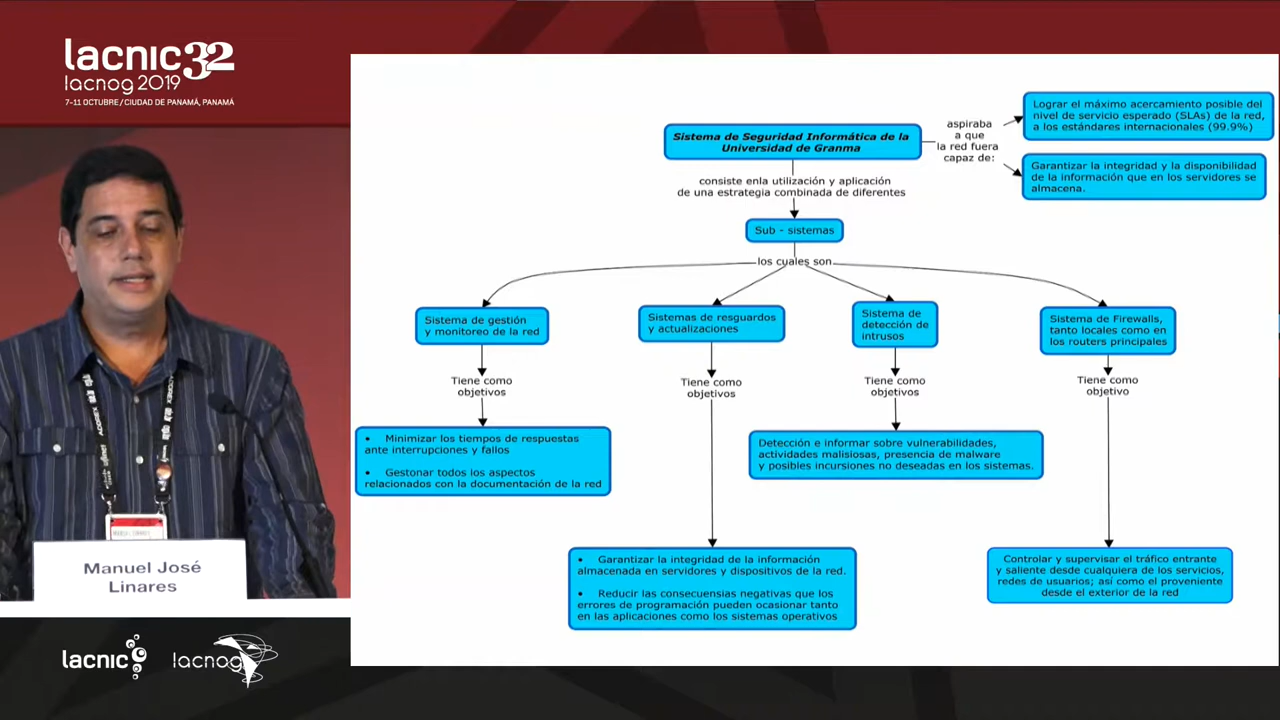 lacnic 32
lacnog 2019
7-11 OCTUBRE / CIUDAD DE PANAMÁ, PANAMÁ
Sistema de Seguridad Informática de la
Universidad de Granma
aspiraba
a que
la red fuera
capaz de:
Lograr el máximo acercamiento posible del
nivel de servicio esperado (SLAs) de la red,
a los estándares internacionales (99.9%)
Garantizar la integridad y la disponibilidad
de la información que en los servidores se
almacena.
consiste enla utilización y aplicación
de una estrategia combinada de diferentes
Sub - sistemas
los cuales son
Sistema de gestión
y monitoreo de la red
Sistemas de resguardos
y actualizaciones
Sistema de
detección de
intrusos
Sistema de Firewalls,
tanto locales como en
los routers principales
Tiene como
objetivos
Tiene como
objetivos
Tiene como
objetivos
Tiene como
objetivo
• Minimizar los tiempos de respuestas
ante interrupciones y fallos
• Gestonar todos los aspectos
relacionados con la documentación de la red
Detección e informar sobre vulnerabilidades,
actividades malisiosas, presencia de malware
y posibles incursiones no deseadas en los sistemas.
• Garantizar la integridad de la información
almacenada en servidores y dispositivos de la red.
• Reducir las consecuensias negativas que los
errores de programación pueden ocasionar tanto
en las aplicaciones como los sistemas operativos
Controlar y supervisar el tráfico entrante
y saliente desde cualquiera de los servicios,
redes de usuarios; así como el proveniente
desde el exterior de la red
Manuel José
Linares
lacnic
lacnog